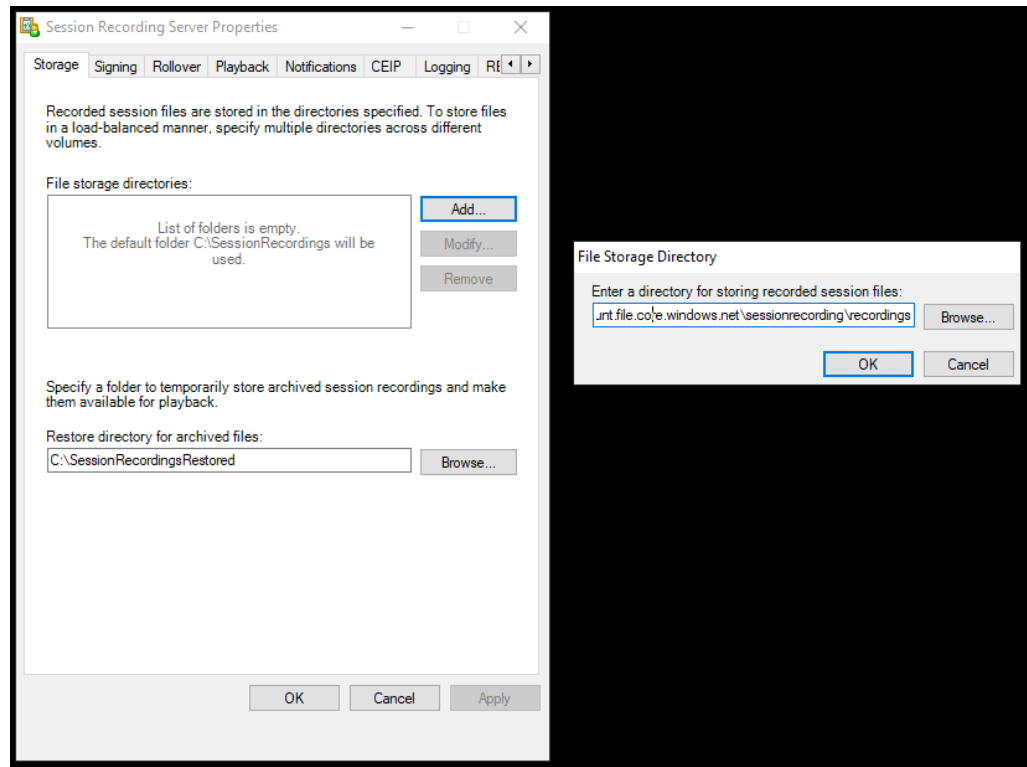 Session Recording Server Properties
Storage Signing Rollover Playback Notifications CEIP Logging
Recorded session files are stored in the directories specified. To store files
in a load-balanced manner, specify multiple directories across different
volumes.
File storage directories:
List of folders is empty.
The default folder C:\SessionRecordings will be
used.
Add...
Modify...
Remove
Specify a folder to temporarily store archived session recordings and make
them available for playback.
Restore directory for archived files:
C:\SessionRecordingsRestored
Browse...
OK Cancel Apply
File Storage Directory
Enter a directory for storing recorded session files:
unt.file.core.windows.net\sessionrecording\recordings
Browse...
OK Cancel